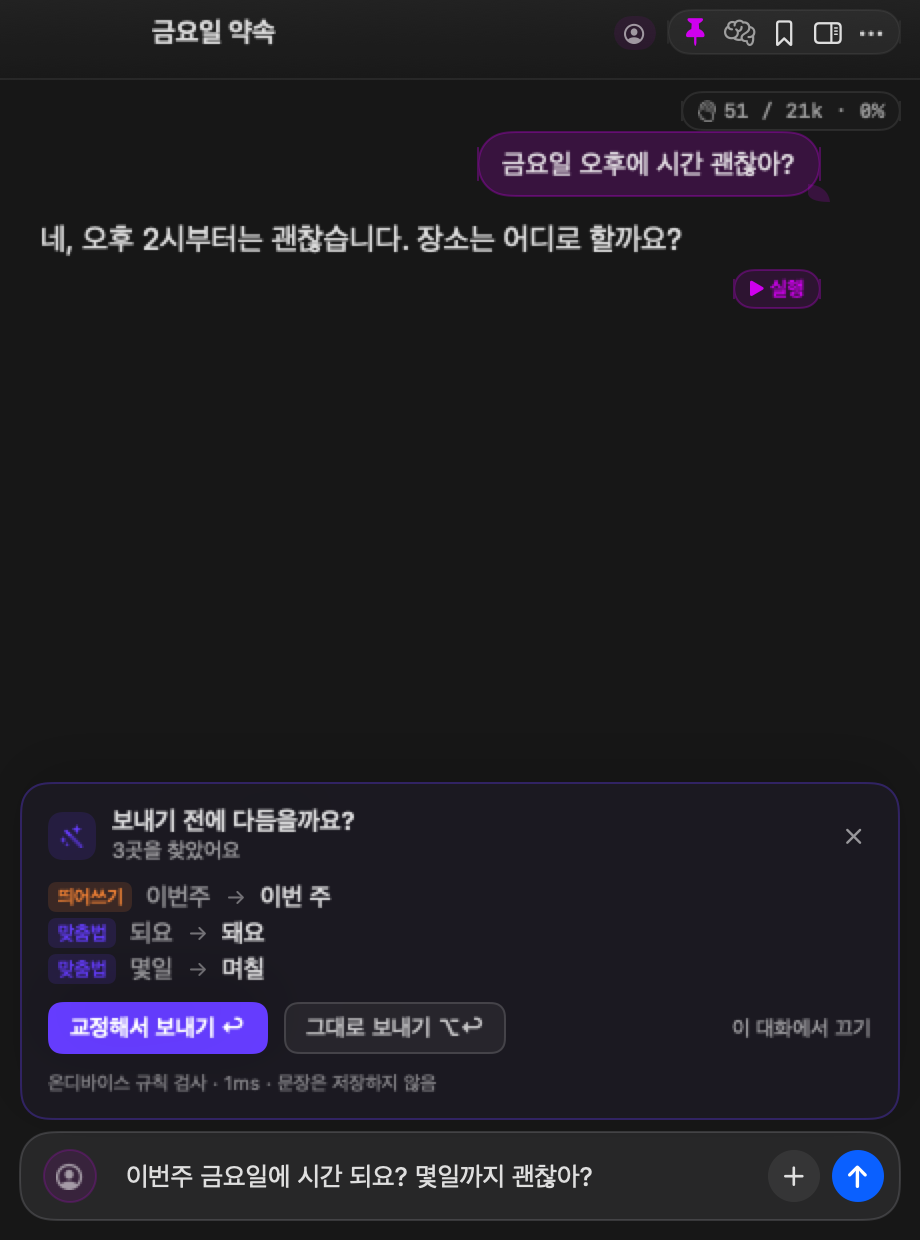 금요일 약속
51 / 21k · 0%
금요일 오후에 시간 괜찮아?
네, 오후 2시부터는 괜찮습니다. 장소는 어디로 할까요?
▶ 실행
보내기 전에 다듬을까요?
3곳을 찾았어요
띄어쓰기 이번주 → 이번 주
맞춤법 되요 → 돼요
맞춤법 몇일 → 며칠
교정해서 보내기 ↩ 그대로 보내기 ⌥↩ 이 대화에서 끄기
온디바이스 규칙 검사 · 1ms · 문장은 저장하지 않음
이번주 금요일에 시간 되요? 몇일까지 괜찮아?